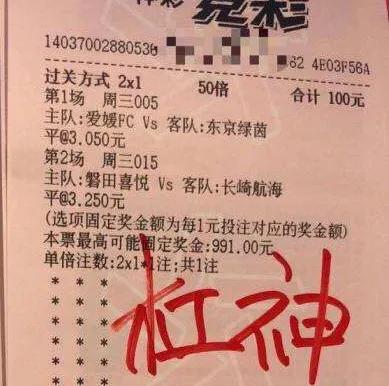 竞彩
14037002880530 62 4E03F56A
过关方式 2x1 50倍 合计 100元
第1场 周三005
主队:爱媛FC Vs 客队:东京绿茵
平@3.050元
第2场 周三015
主队:磐田喜悦 Vs 客队:长崎航海
平@3.250元
(选项固定奖金额为每1元投注对应的奖金额)
本票最高可能固定奖金:991.00元
单倍注数:2x1*1注;共1注
* * *
* * *
* * *
* * *
* * *
* * *
杠神